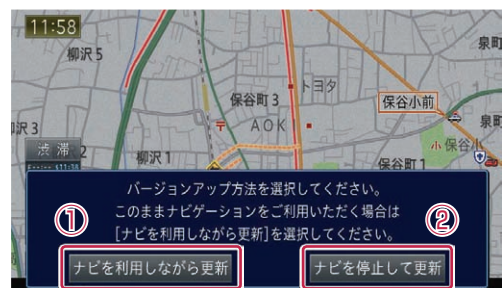 11:58
柳沢5
泉町
トヨタ
保谷町3
保谷小前
AOK
渋滞
柳沢1
小 保谷小
保谷町1
バージョンアップ方法を選択してください。
このままナビゲーションをご利用いただく場合は
[ナビを利用しながら更新]を選択してください。
① ②
ナビを利用しながら更新 ナビを停止して更新